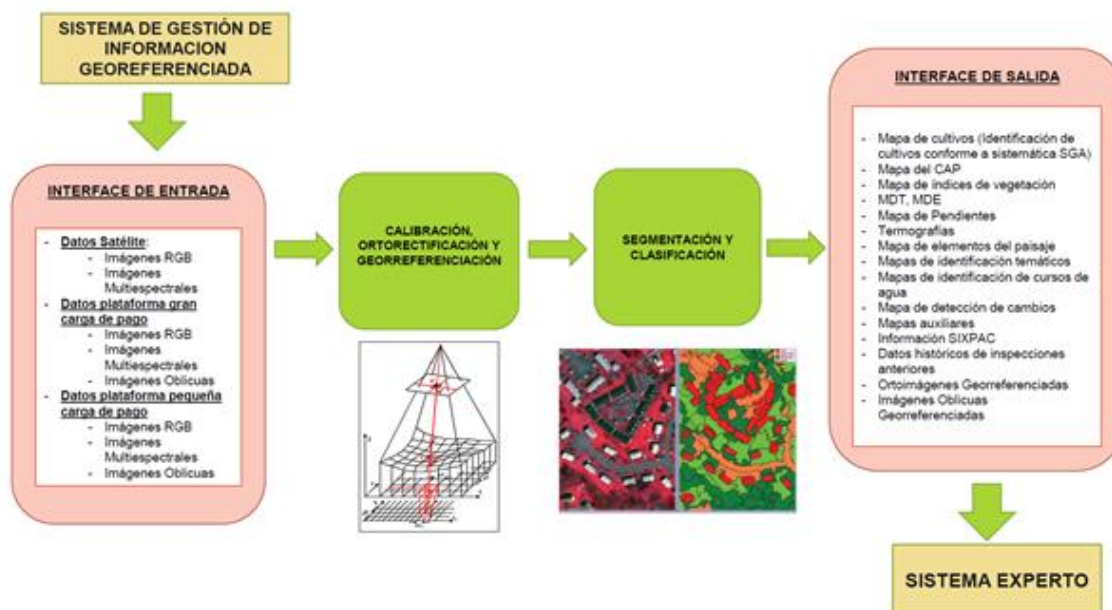 SISTEMA DE GESTIÓN DE
INFORMACION
GEOREFERENCIADA
INTERFACE DE ENTRADA
- Datos Satélite:
- Imágenes RGB
- Imágenes
Multiespectrales
- Datos plataforma gran
carga de pago
- Imágenes RGB
- Imágenes
Multiespectrales
- Imágenes Oblicuas
- Datos plataforma pequeña
carga de pago
- Imágenes RGB
- Imágenes
Multiespectrales
- Imágenes Oblicuas
CALIBRACIÓN,
ORTORECTIFICACIÓN Y
GEORREFERENCIACIÓN
SEGMENTACIÓN Y
CLASIFICACIÓN
INTERFACE DE SALIDA
- Mapa de cultivos (Identificación de
cultivos conforme a sistemática SGA)
- Mapa del CAP
- Mapa de índices de vegetación
- MDT, MDE
- Mapa de Pendientes
- Termografías
- Mapa de elementos del paisaje
- Mapas de identificación temáticos
- Mapas de identificación de cursos de
agua
- Mapa de detección de cambios
- Mapas auxiliares
- Información SIXPAC
- Datos históricos de inspecciones
anteriores
- Ortoimágenes Georreferenciadas
- Imágenes Oblicuas
Georreferenciadas
SISTEMA EXPERTO